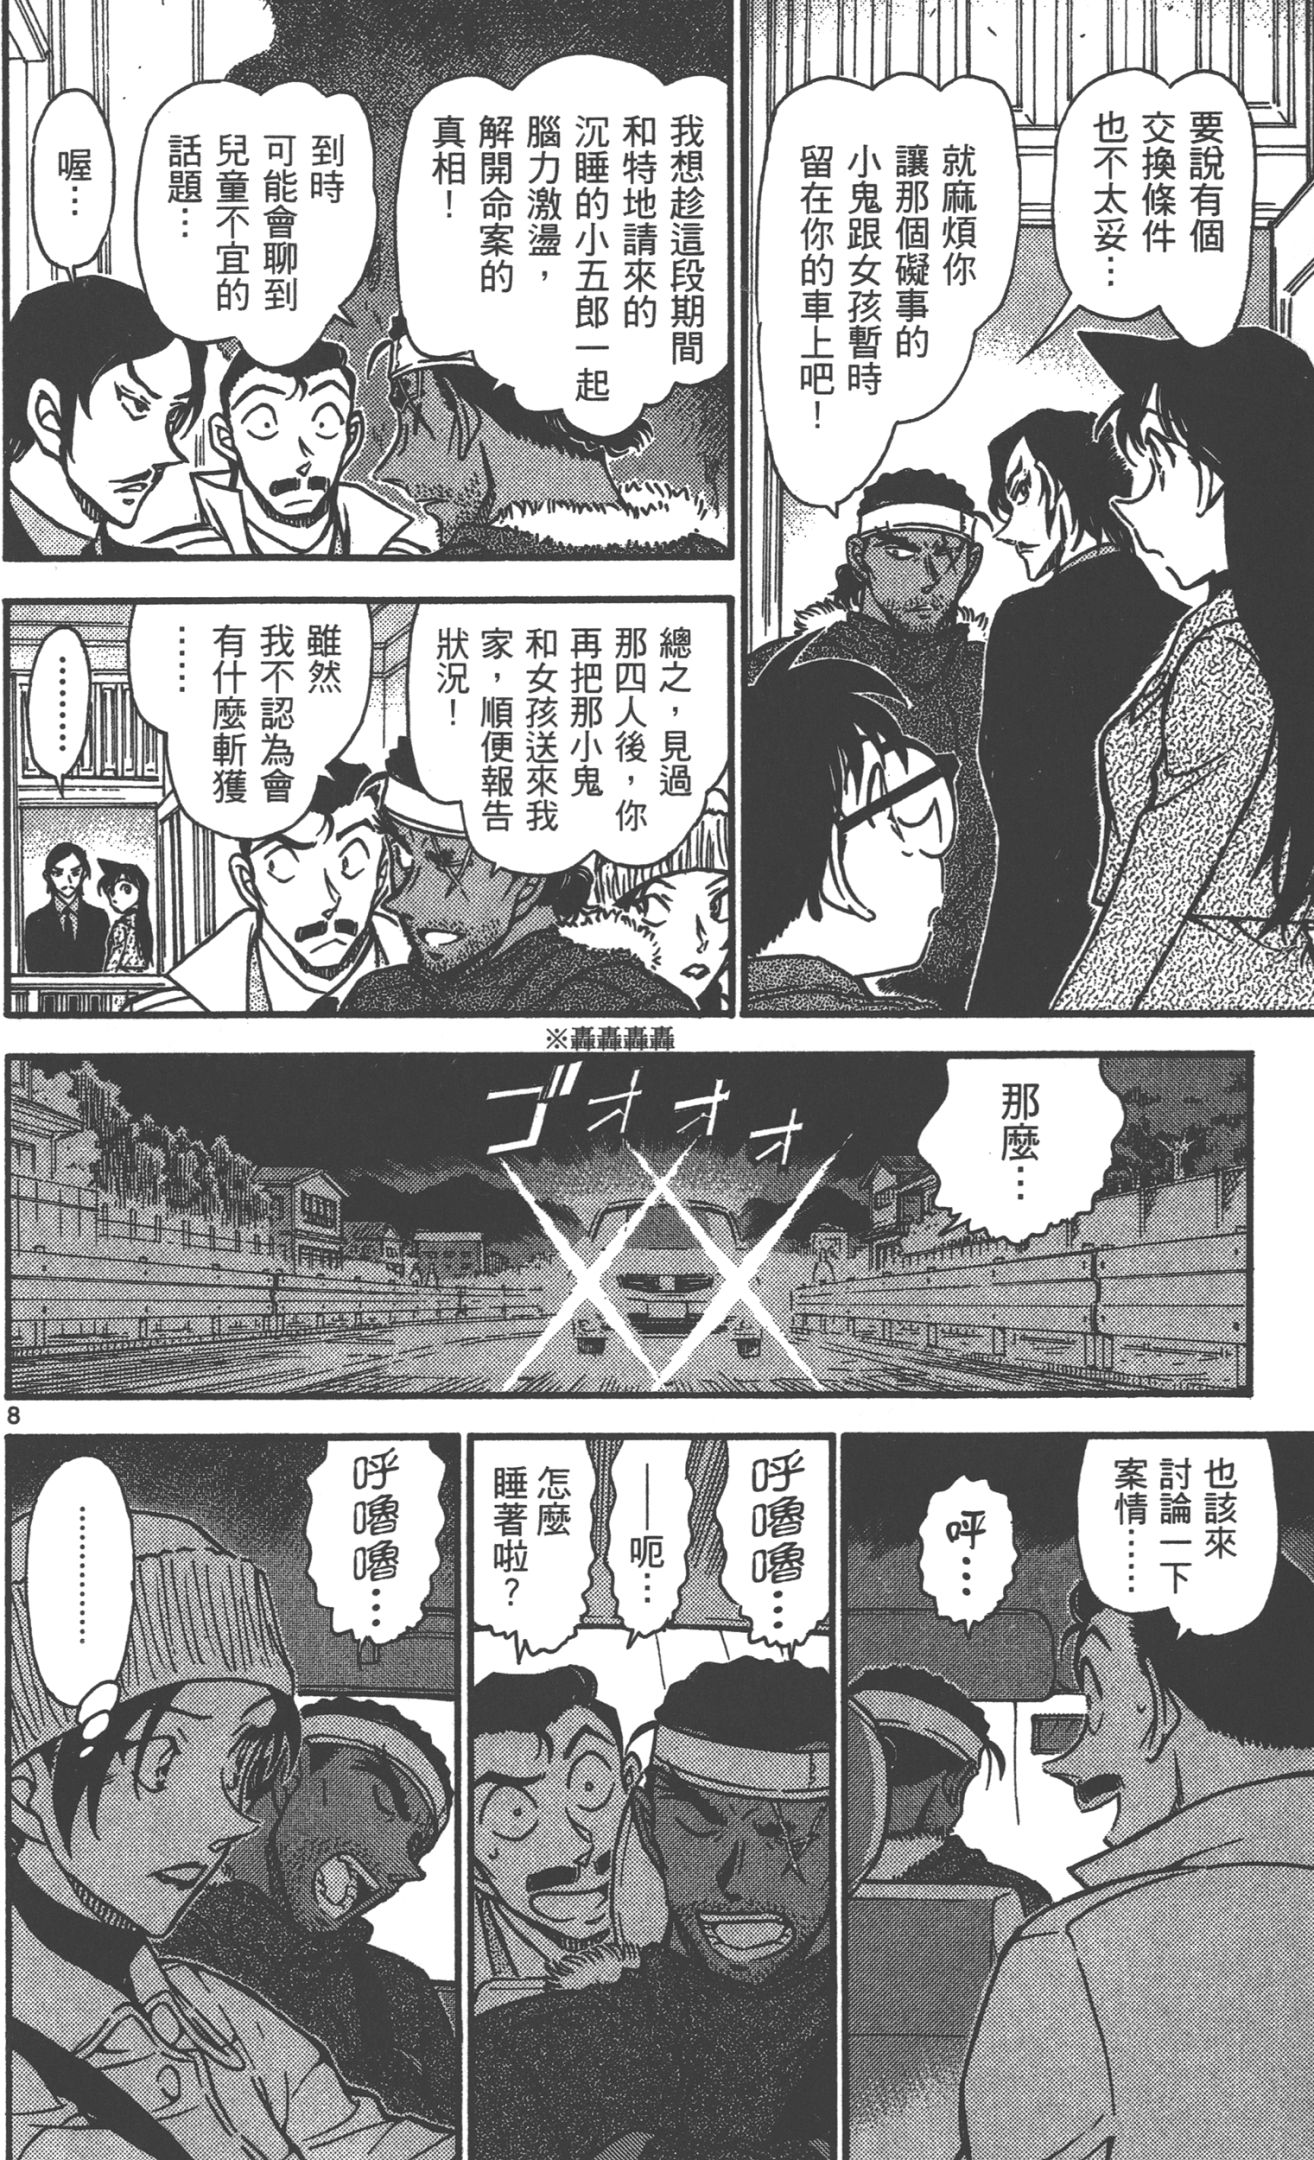 要說有個
交換條件
也不太妥…
就麻煩你
讓那個礙事的
小鬼跟女孩暫時
留在你的車上吧！
我想趁這段期間
和特地請來的
沉睡的小五郎一起
腦力激盪，
解開命案的
真相！
到時
可能會聊到
兒童不宜的
話題…
喔…
總之，見過
那四人後，你
再把那小鬼
和女孩送來我
家，順便報告
狀況！
雖然
我不認為會
有什麼斬獲
……
………
※轟轟轟轟
ゴォォォ
那麼…
8
也該來
討論一下
案情……
呼…
呼嚕嚕…
—呃…
怎麼
睡著啦？
呼嚕嚕…
…………